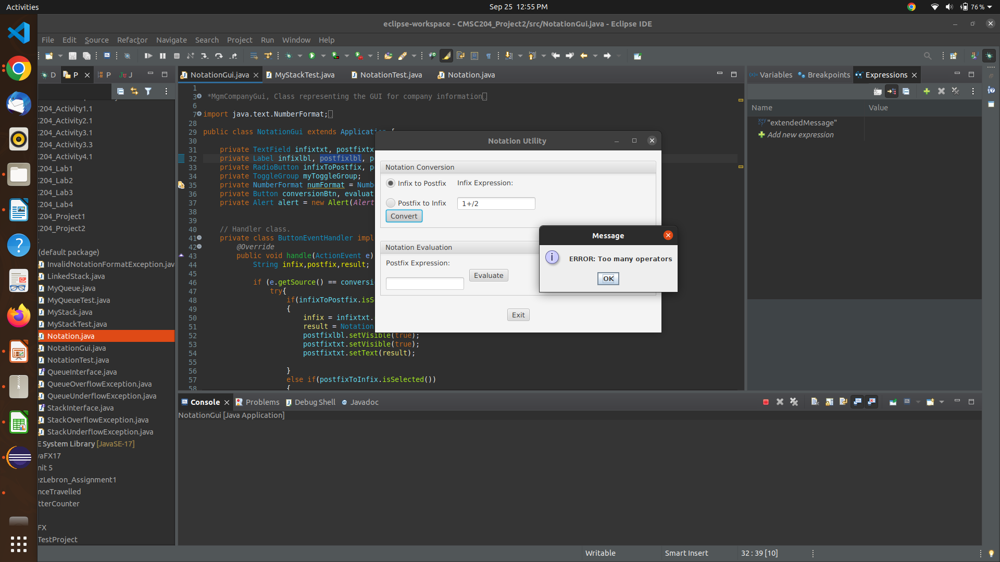 Activities
Sep 25  12:55 PM
76 %
eclipse-workspace - CMSC204_Project2/src/NotationGui.java - Eclipse IDE
File Edit Source Refactor Navigate Search Project Run Window Help
D
P
P
J
NotationGui.java
MyStackTest.java
NotationTest.java
Notation.java
Variables
Breakpoints
Expressions
C204_Activity1.1
C204_Activity2.1
C204_Activity3.1
C204_Activity3.3
C204_Activity4.1
C204_Lab1
C204_Lab2
C204_Lab3
C204_Lab4
C204_Project1
C204_Project2
(default package)
InvalidNotationFormatException.jav
LinkedStack.java
MyQueue.java
MyQueueTest.java
MyStack.java
MyStackTest.java
Notation.java
NotationGui.java
NotationTest.java
QueueInterface.java
QueueOverflowException.java
QueueUnderflowException.java
StackInterface.java
StackOverflowException.java
StackUnderflowException.java
E System Library [JavaSE-17]
vaFX17
nit 5
ezLebron_Assignment1
nceTravelled
tterCounter
FX
TestProject
1
3 *MgmCompanyGui, Class representing the GUI for company information
6
7 import java.text.NumberFormat;
28
29 public class NotationGui extends Application {
30
31 private TextField infixtxt, postfixtx
32 private Label infixlbl, postfixlbl, p
33 private RadioButton infixToPostfix, p
34 private ToggleGroup myToggleGroup;
35 private NumberFormat numFormat = Numb
36 private Button conversionBtn, evaluat
37 private Alert alert = new Alert(Alert
38
39
40 // Handler class.
41 private class ButtonEventHandler impl
42 @Override
43 public void handle(ActionEvent e)
44 String infix,postfix,result;
45
46 if (e.getSource() == conversi
47 try{
48 if(infixToPostfix.isS
49 {
50 infix = infixtxt.
51 result = Notation
52 postfixlbl.setVisible(true);
53 postfixtxt.setVisible(true);
54 postfixtxt.setText(result);
55
56 }
57 else if(postfixToInfix.isSelected())
58 {
Notation Utility
Notation Conversion
Infix to Postfix
Infix Expression:
Postfix to Infix
1+/2
Convert
Notation Evaluation
Postfix Expression:
Evaluate
Exit
Message
ERROR: Too many operators
OK
Name
Value
"extendedMessage"
Add new expression
Console
Problems
Debug Shell
Javadoc
NotationGui [Java Application]
Writable
Smart Insert
32 : 39 [10]